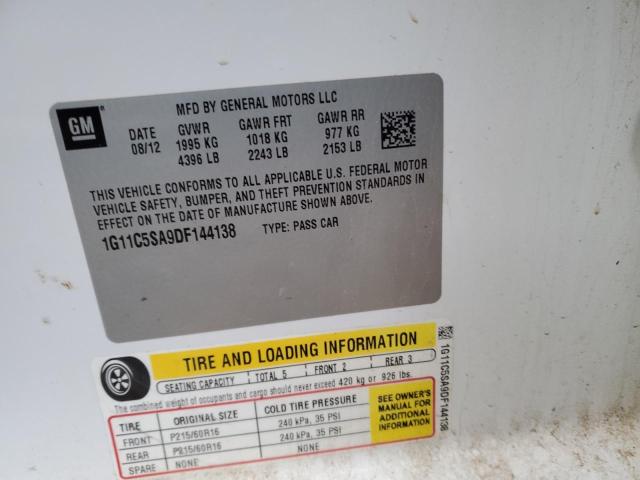 GM
MFD BY GENERAL MOTORS LLC
DATE GVWR GAWR FRT GAWR RR
08/12 1995 KG 1018 KG 977 KG
4396 LB 2243 LB 2153 LB
THIS VEHICLE CONFORMS TO ALL APPLICABLE U.S. FEDERAL MOTOR
VEHICLE SAFETY, BUMPER, AND THEFT PREVENTION STANDARDS IN
EFFECT ON THE DATE OF MANUFACTURE SHOWN ABOVE.
1G11C5SA9DF144138 TYPE: PASS CAR
TIRE AND LOADING INFORMATION
SEATING CAPACITY TOTAL 5 FRONT 2 REAR 3
The combined weight of occupants and cargo should never exceed 420 kg or 926 lbs.
TIRE ORIGINAL SIZE COLD TIRE PRESSURE
FRONT P215/60R16 240 kPa, 35 PSI
REAR P215/60R16 240 kPa, 35 PSI
SPARE NONE NONE
SEE OWNER'S
MANUAL FOR
ADDITIONAL
INFORMATION
1G11C5SA9DF144138